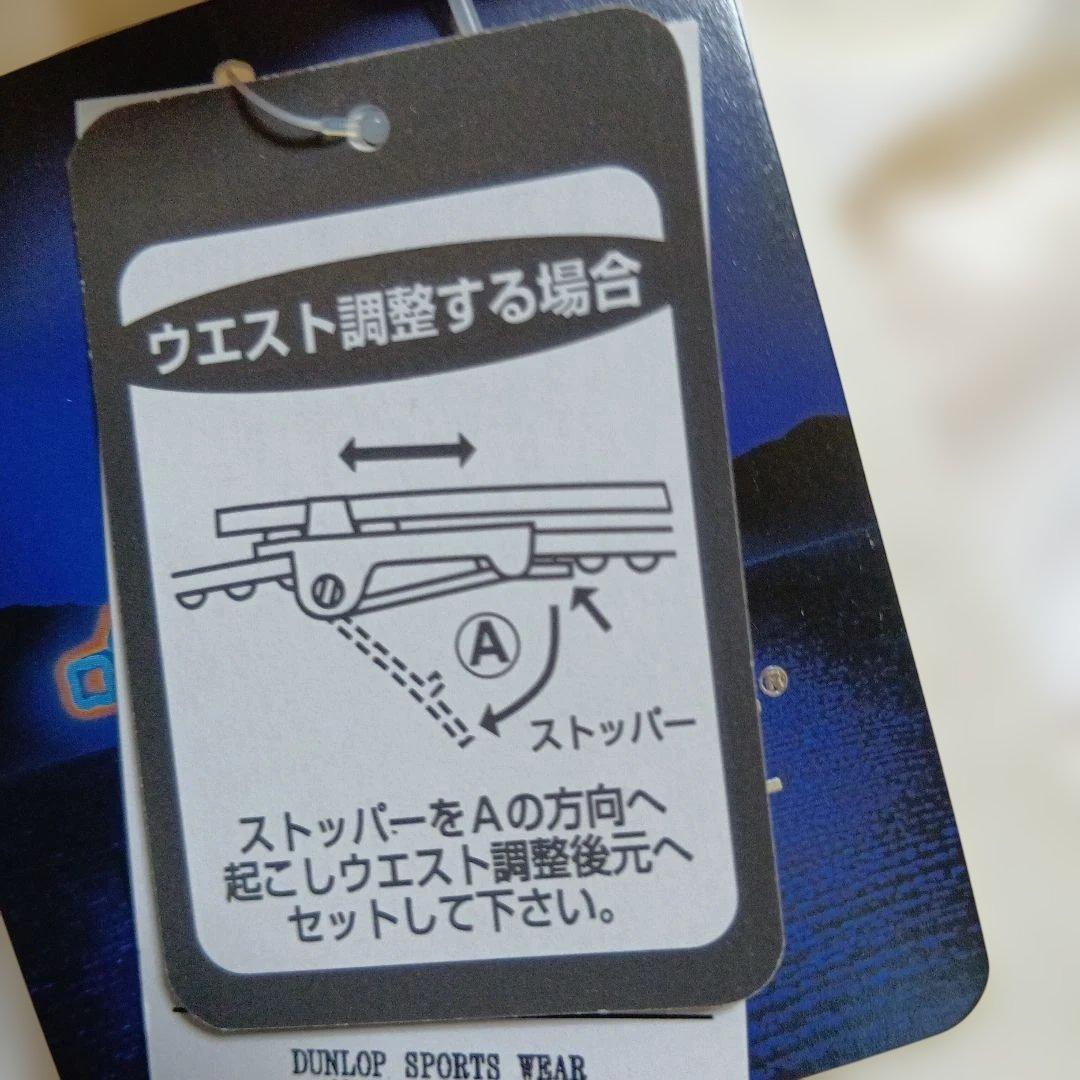 ウエスト調整する場合
A
ストッパー
ストッパーをAの方向へ
起こしウエスト調整後元へ
セットして下さい。
DUNLOP SPORTS WEAR